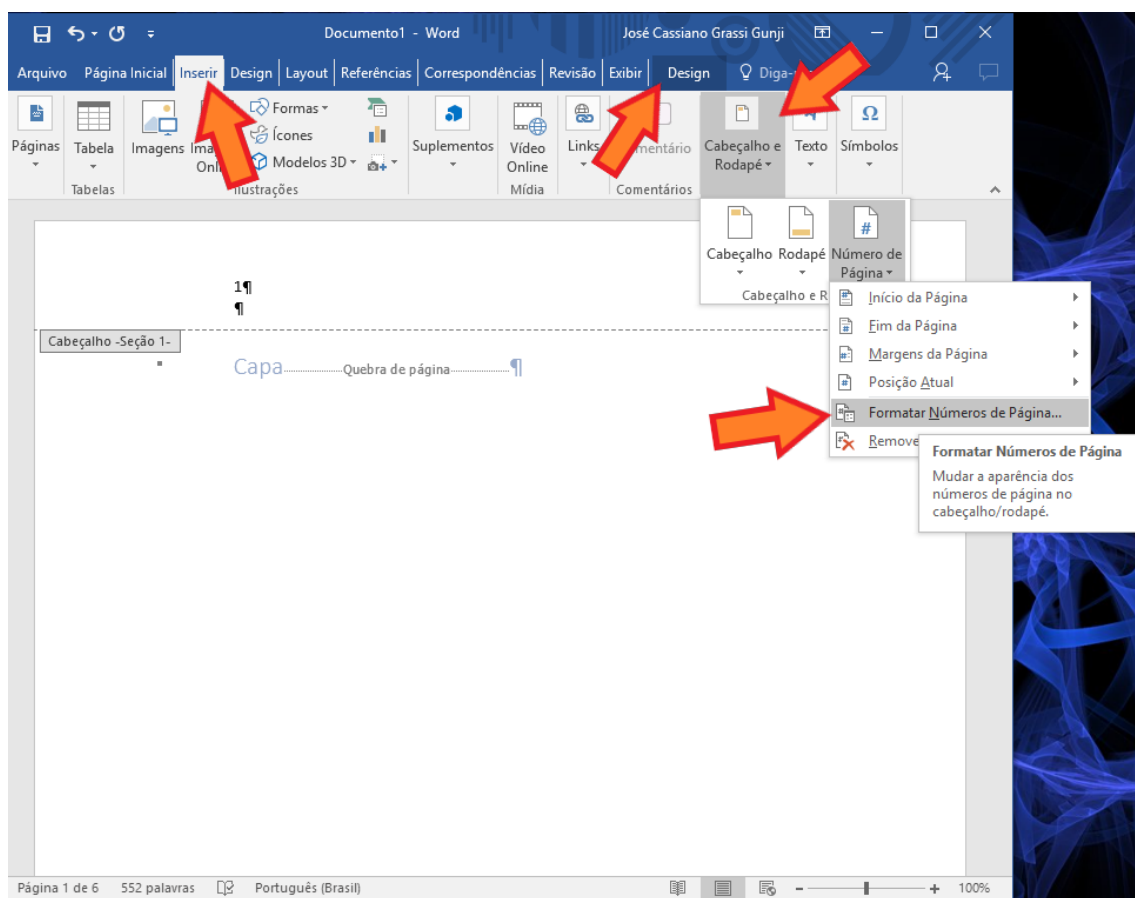 Documento1 - Word
José Cassiano Grassi Gunji
Arquivo Página Inicial Inserir Design Layout Referências Correspondências Revisão Exibir Design
Páginas
Tabela
Imagens
Formas
Ícones
Modelos 3D
Suplementos
Vídeo
Online
Links
Cabeçalho e
Rodapé
Texto
Símbolos
Tabelas
Ilustrações
Mídia
Comentários
Cabeçalho
Rodapé
Número de
Página
Cabeçalho e R
1¶
¶
Cabeçalho -Seção 1-
Capa Quebra de página ¶
Início da Página
Fim da Página
Margens da Página
Posição Atual
Formatar Números de Página...
Formatar Números de Página
Mudar a aparência dos
números de página no
cabeçalho/rodapé.
Página 1 de 6 552 palavras Português (Brasil) 100%